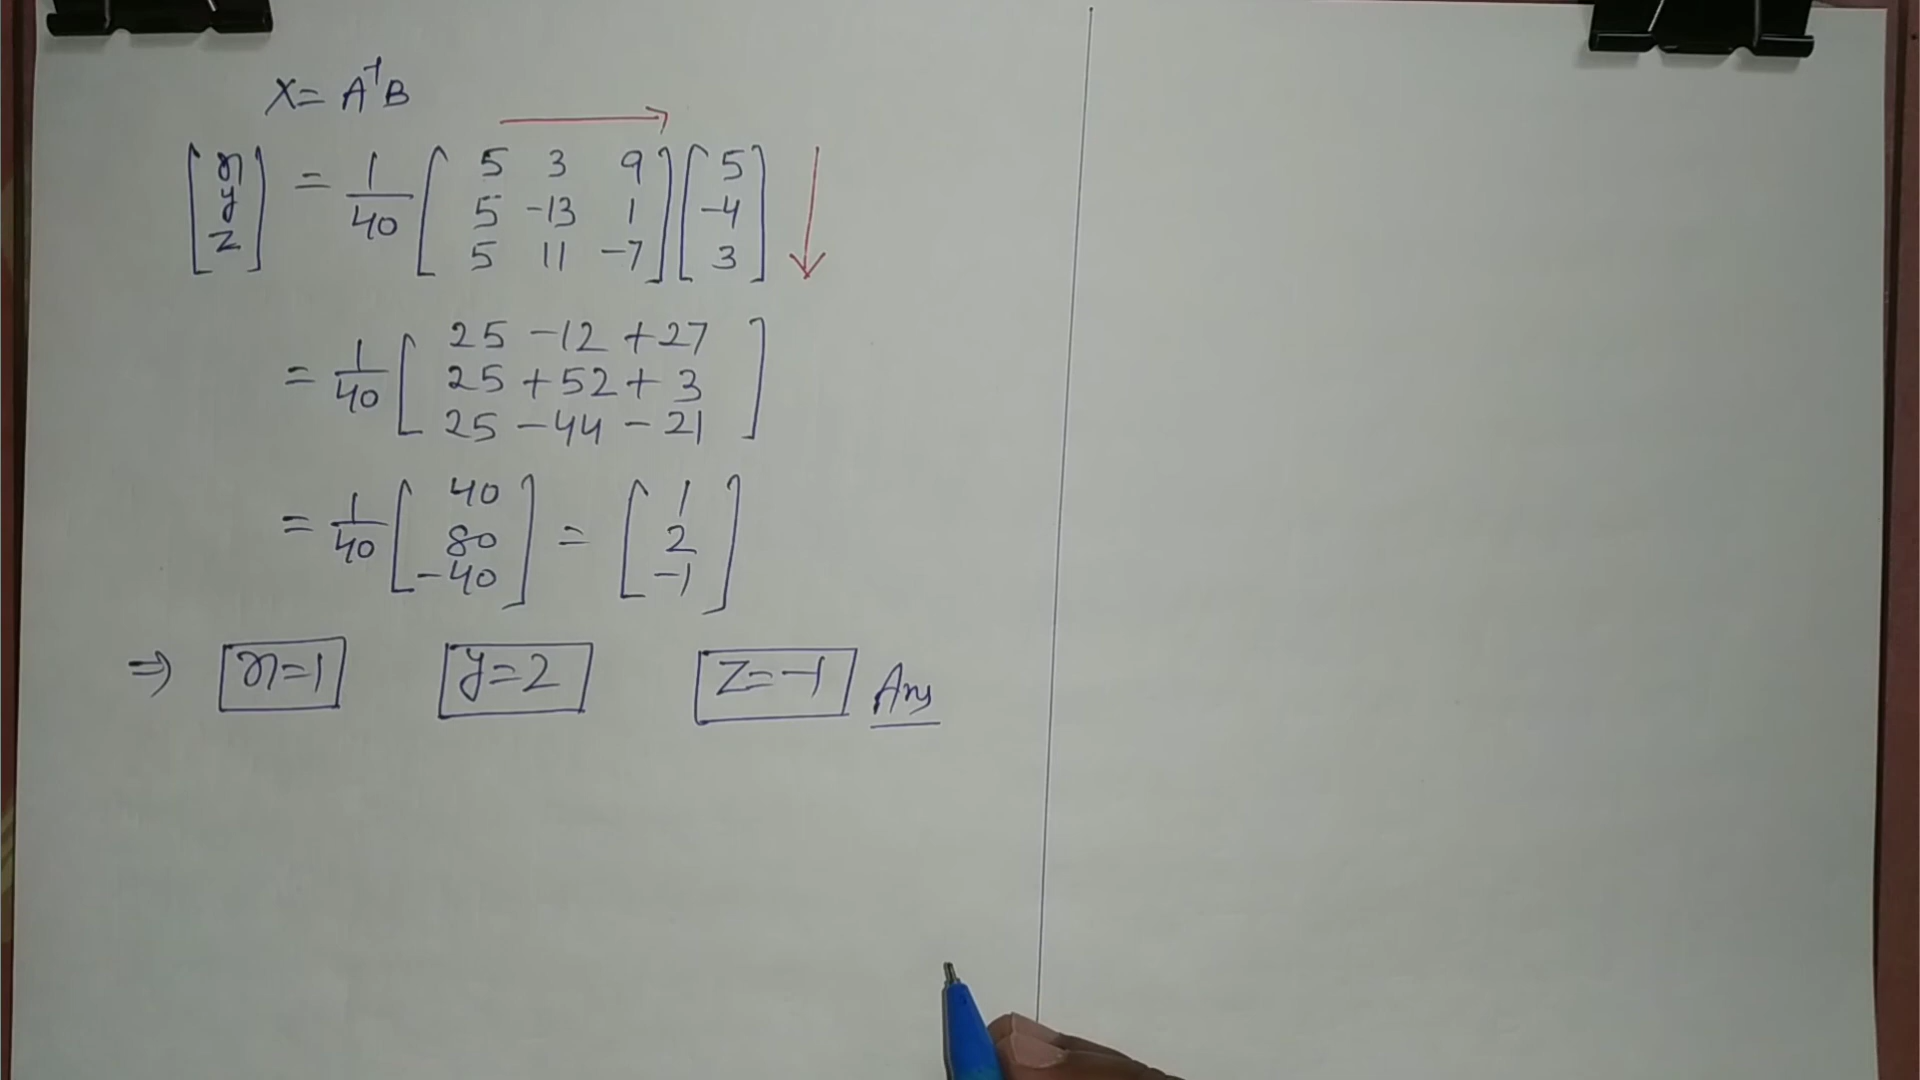 X = A⁻¹B
[x y z] = 1/40 [5 3 9; 5 -13 1; 5 11 -7] [5; -4; 3]
= 1/40 [25 -12 +27; 25 +52 + 3; 25 -44 - 21]
= 1/40 [40; 80; -40] = [1; 2; -1]
⇒ x=1 y=2 z=-1 Ans